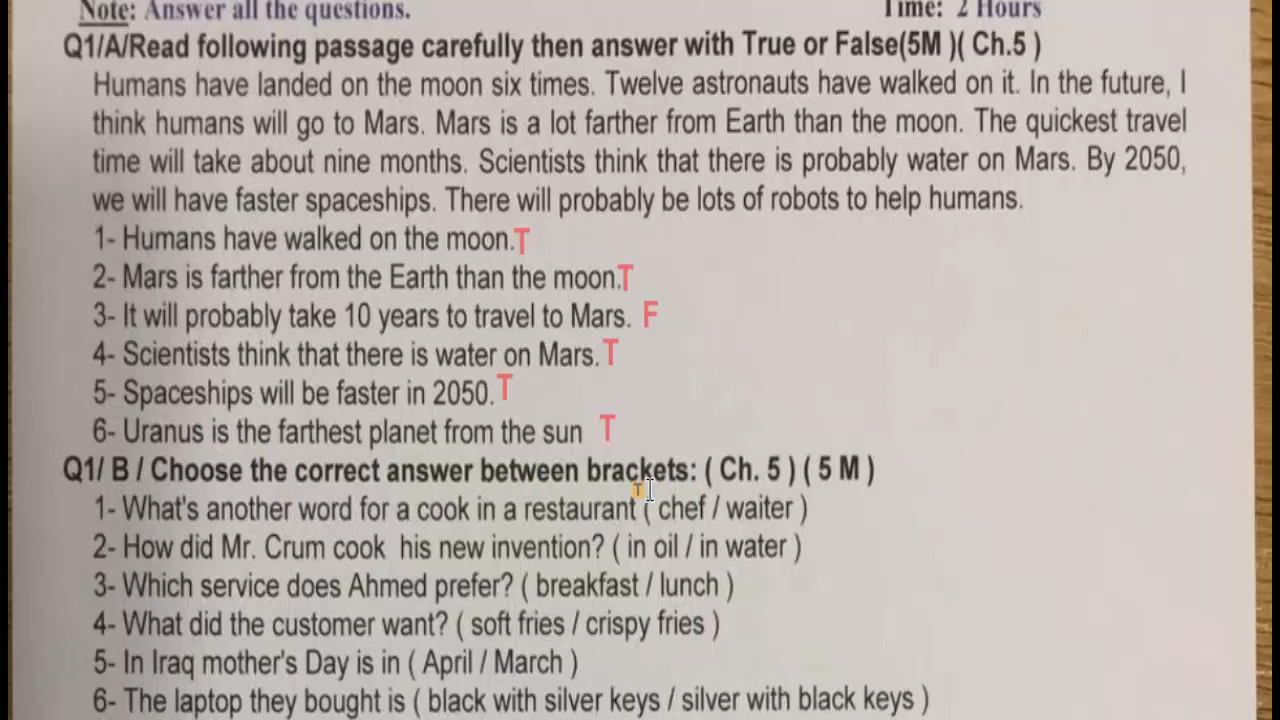 Note: Answer all the questions. Time: 2 Hours
Q1/A/Read following passage carefully then answer with True or False(5M )( Ch.5 )
Humans have landed on the moon six times. Twelve astronauts have walked on it. In the future, I
think humans will go to Mars. Mars is a lot farther from Earth than the moon. The quickest travel
time will take about nine months. Scientists think that there is probably water on Mars. By 2050,
we will have faster spaceships. There will probably be lots of robots to help humans.
1- Humans have walked on the moon. T
2- Mars is farther from the Earth than the moon. T
3- It will probably take 10 years to travel to Mars. F
4- Scientists think that there is water on Mars. T
5- Spaceships will be faster in 2050. T
6- Uranus is the farthest planet from the sun T
Q1/ B / Choose the correct answer between brackets: ( Ch. 5 ) ( 5 M )
T
1- What's another word for a cook in a restaurant ( chef / waiter )
2- How did Mr. Crum cook his new invention? ( in oil / in water )
3- Which service does Ahmed prefer? ( breakfast / lunch )
4- What did the customer want? ( soft fries / crispy fries )
5- In Iraq mother's Day is in ( April / March )
6- The laptop they bought is ( black with silver keys / silver with black keys )